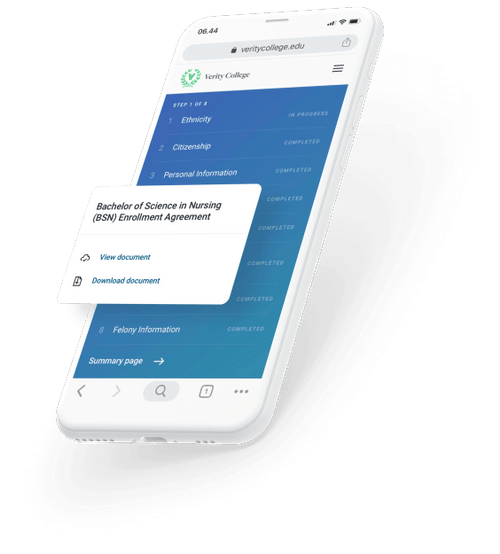 06.44
veritycollege.edu
Verity College
STEP 1 OF 8
1 Ethnicity IN PROGRESS
2 Citizenship COMPLETED
3 Personal Information COMPLETED
COMPLETED
COMPLETED
COMPLETED
COMPLETED
Bachelor of Science in Nursing
(BSN) Enrollment Agreement
View document
Download document
8 Felony Information COMPLETED
Summary page
1